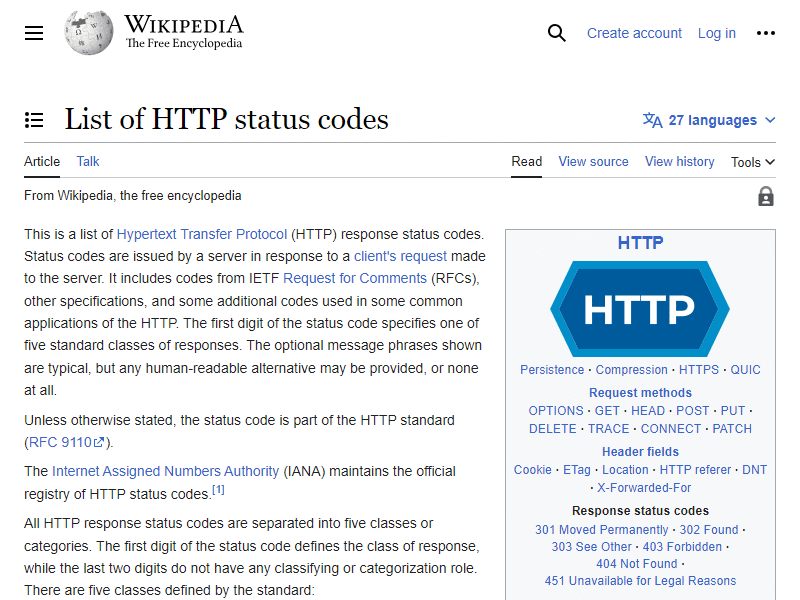 WIKIPEDIA
The Free Encyclopedia
Create account
Log in
List of HTTP status codes
27 languages
Article
Talk
Read
View source
View history
Tools
From Wikipedia, the free encyclopedia
This is a list of Hypertext Transfer Protocol (HTTP) response status codes.
Status codes are issued by a server in response to a client's request made
to the server. It includes codes from IETF Request for Comments (RFCs),
other specifications, and some additional codes used in some common
applications of the HTTP. The first digit of the status code specifies one of
five standard classes of responses. The optional message phrases shown
are typical, but any human-readable alternative may be provided, or none
at all.
Unless otherwise stated, the status code is part of the HTTP standard
(RFC 9110).
The Internet Assigned Numbers Authority (IANA) maintains the official
registry of HTTP status codes.[1]
All HTTP response status codes are separated into five classes or
categories. The first digit of the status code defines the class of response,
while the last two digits do not have any classifying or categorization role.
There are five classes defined by the standard:
HTTP
HTTP
Persistence · Compression · HTTPS · QUIC
Request methods
OPTIONS · GET · HEAD · POST · PUT ·
DELETE · TRACE · CONNECT · PATCH
Header fields
Cookie · ETag · Location · HTTP referer · DNT
· X-Forwarded-For
Response status codes
301 Moved Permanently · 302 Found ·
303 See Other · 403 Forbidden ·
404 Not Found ·
451 Unavailable for Legal Reasons